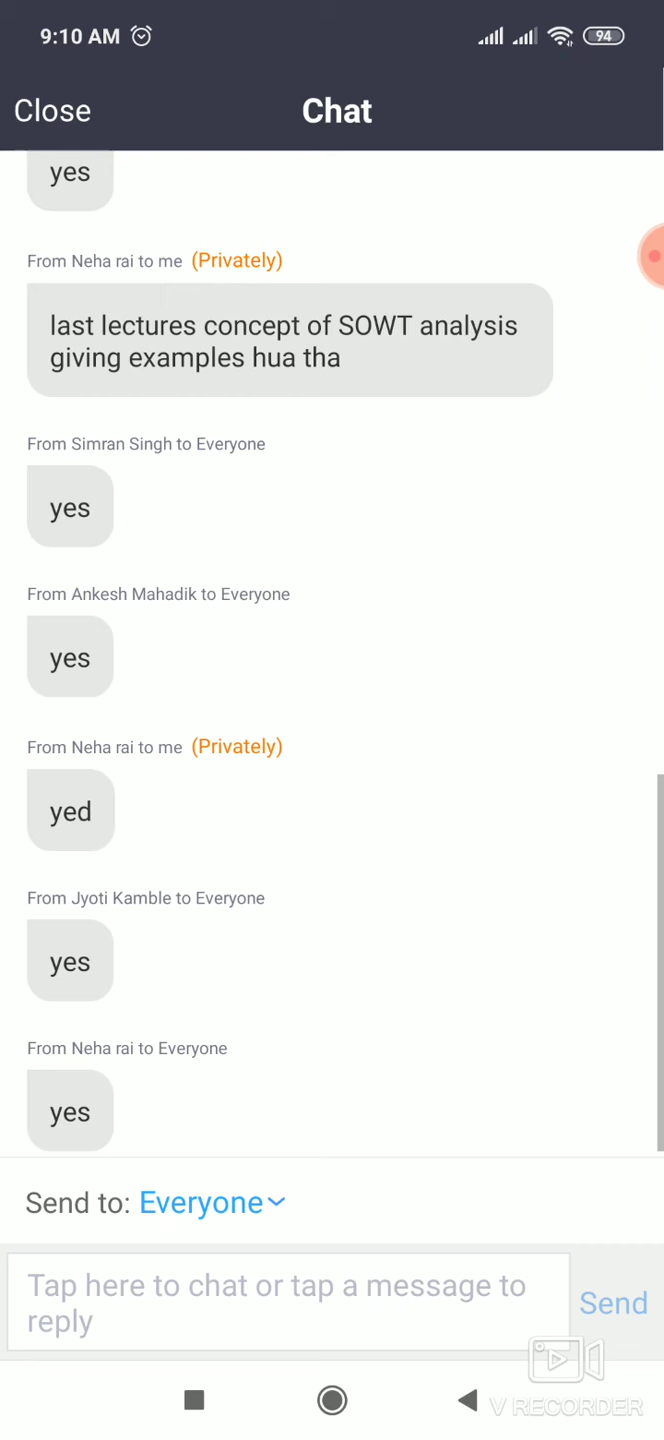 9:10 AM
94
Close
Chat
yes
From Neha rai to me (Privately)
last lectures concept of SOWT analysis
giving examples hua tha
From Simran Singh to Everyone
yes
From Ankesh Mahadik to Everyone
yes
From Neha rai to me (Privately)
yed
From Jyoti Kamble to Everyone
yes
From Neha rai to Everyone
yes
Send to: Everyone
Tap here to chat or tap a message to
reply
Send
V RECORDER